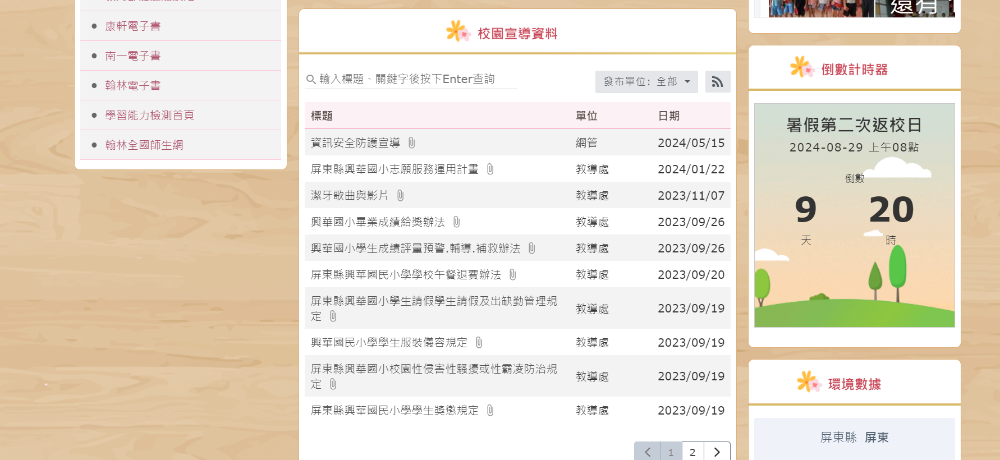 康軒電子書
南一電子書
翰林電子書
學習能力檢測首頁
翰林全國師生網
校園宣導資料
輸入標題、關鍵字後按下Enter查詢
發布單位: 全部
標題 單位 日期
資訊安全防護宣導 網管 2024/05/15
屏東縣興華國小志願服務運用計畫 教導處 2024/01/22
潔牙歌曲與影片 教導處 2023/11/07
興華國小畢業成績給獎辦法 教導處 2023/09/26
興華國小學生成績評量預警.輔導.補救辦法 教導處 2023/09/26
屏東縣興華國民小學學校午餐退費辦法 教導處 2023/09/20
屏東縣興華國小學生請假學生請假及出缺勤管理規
定 教導處 2023/09/19
興華國民小學學生服裝儀容規定 教導處 2023/09/19
屏東縣興華國小校園性侵害性騷擾或性霸凌防治規
定 教導處 2023/09/19
屏東縣興華國民小學學生獎懲規定 教導處 2023/09/19
1 2
還有
倒數計時器
暑假第二次返校日
2024-08-29 上午08點
倒數
9 20
天 時
環境數據
屏東縣 屏東